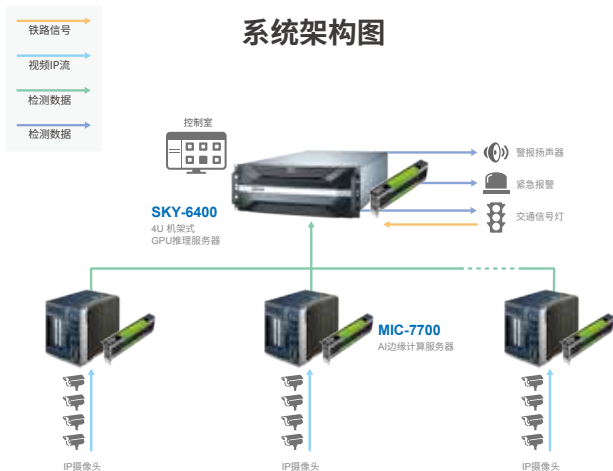 系统架构图
铁路信号
视频IP流
检测数据
检测数据
控制室
警报扬声器
紧急报警
交通信号灯
SKY-6400
4U 机架式
GPU推理服务器
MIC-7700
AI边缘计算服务器
IP摄像头
IP摄像头
IP摄像头